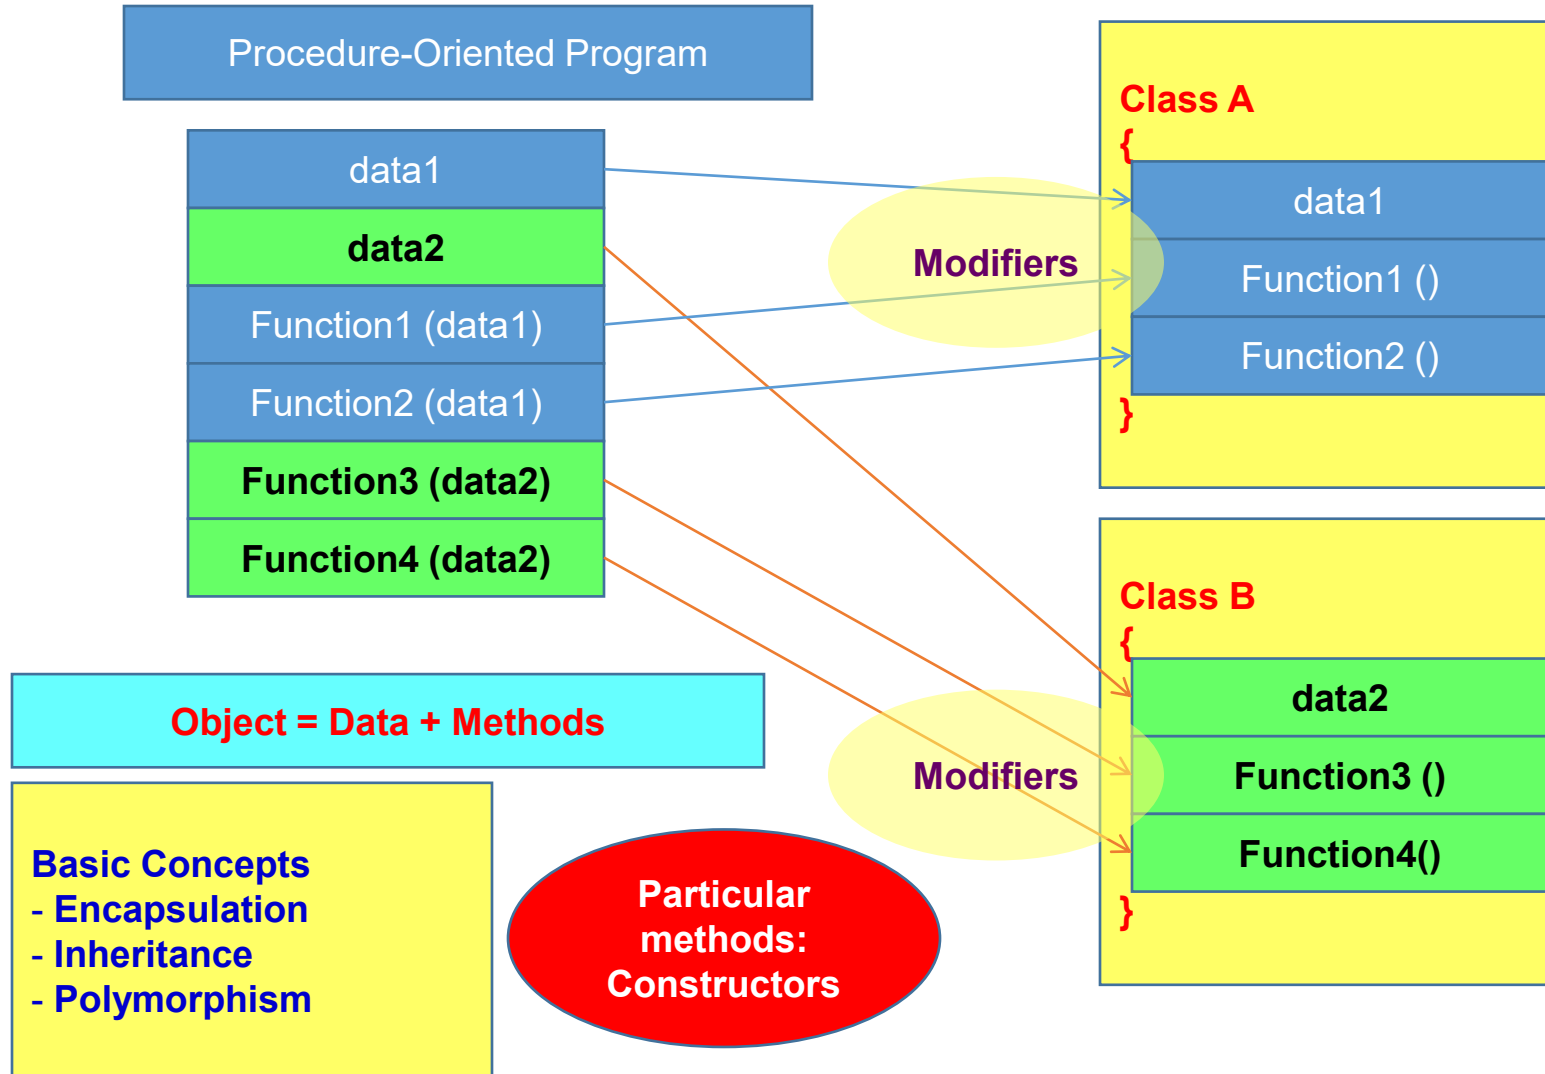 Procedure-Oriented Program
data1
data2
Function1 (data1)
Function2 (data1)
Function3 (data2)
Function4 (data2)
Modifiers
Class A
{
data1
Function1 ()
Function2 ()
}
Modifiers
Class B
{
data2
Function3 ()
Function4()
}
Object = Data + Methods
Basic Concepts
- Encapsulation
- Inheritance
- Polymorphism
Particular
methods:
Constructors